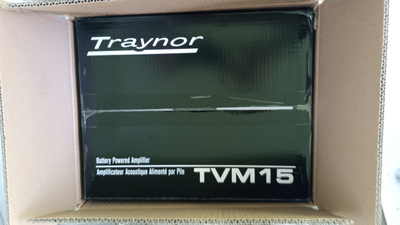 Traynor
Battery Powered Amplifier
Amplificateur Acoustique Alimenté par Pile
TVM15